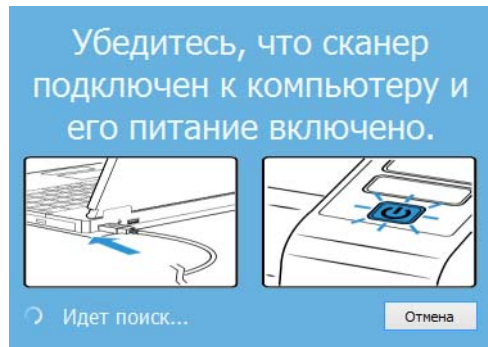 Убедитесь, что сканер
подключен к компьютеру и
его питание включено.
Идет поиск...
Отмена